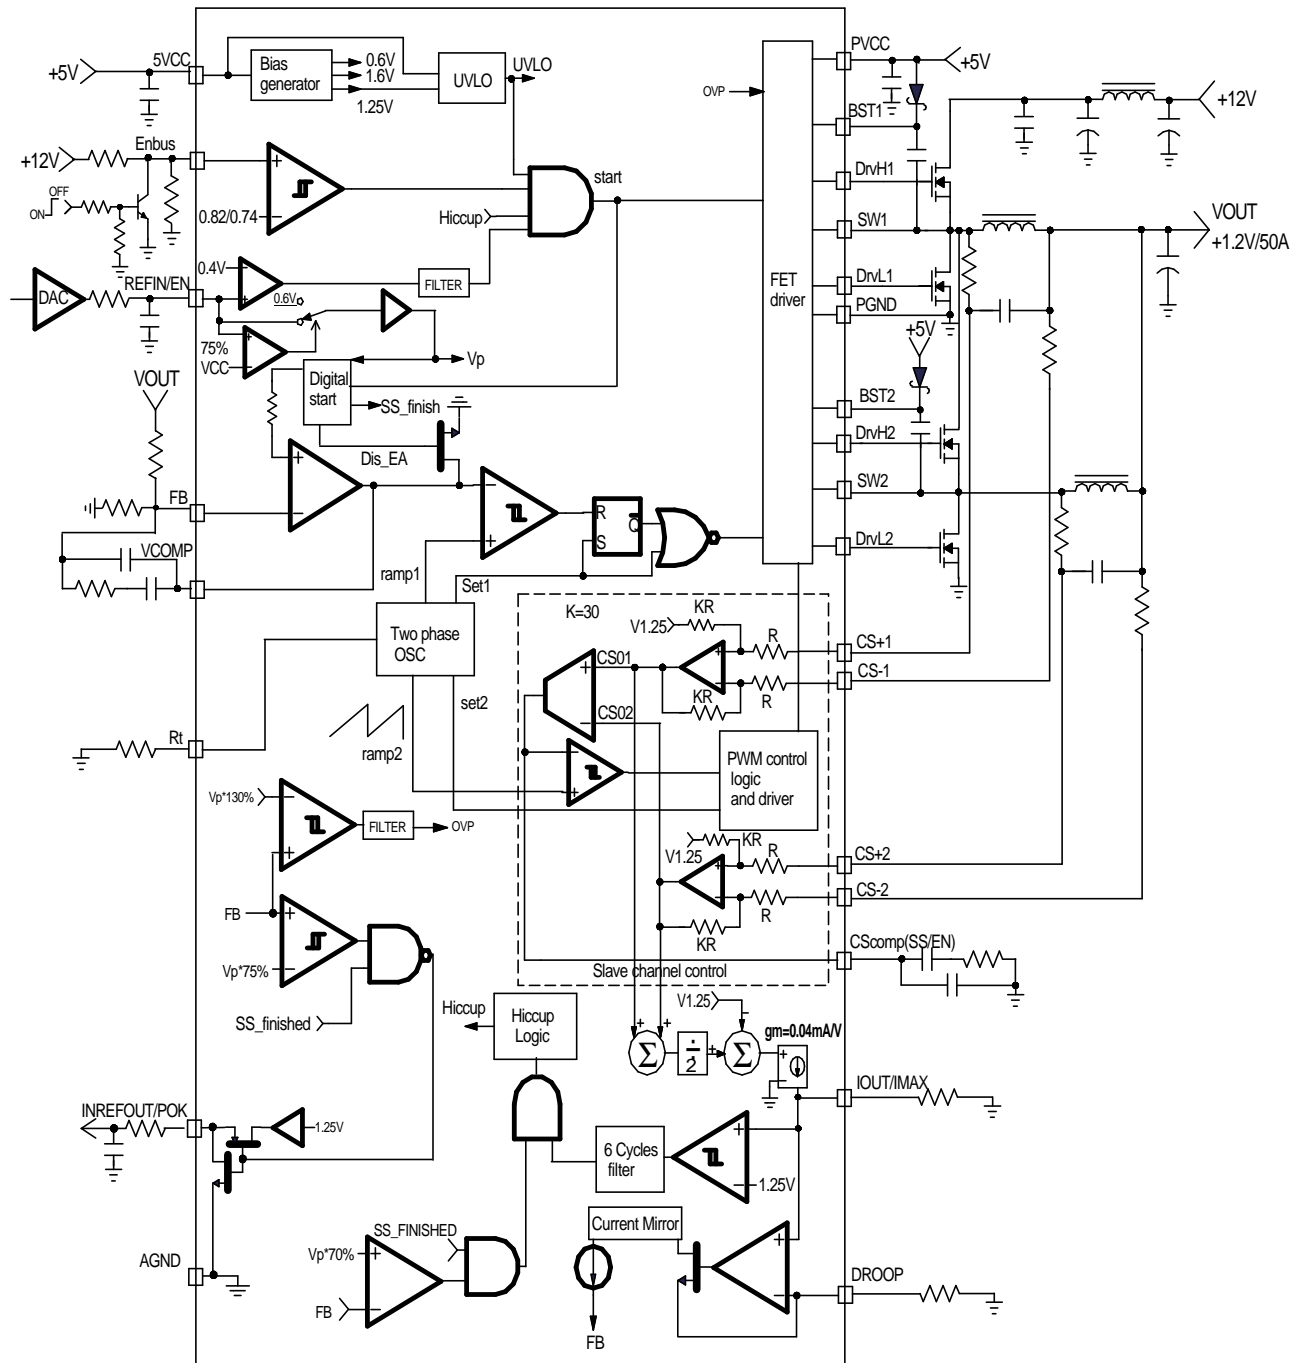 5VCC
+5V
Bias
generator
0.6V
1.6V
1.25V
UVLO
UVLO
PVCC
+5V
OVP
+12V
BST1
Enbus
+12V
OFF
ON
0.82/0.74
Hiccup
start
DrvH1
SW1
VOUT
+1.2V/50A
DAC
REFIN/EN
0.4V
FILTER
0.6V
75%
VCC
Vp
FET
driver
DrvL1
PGND
+5V
VOUT
Digital
start
SS_finish
BST2
DrvH2
Dis_EA
FB
SW2
R
S
Q
DrvL2
VCOMP
ramp1
Set1
K=30
KR
V1.25
Two phase
OSC
CS01
R
CS+1
CS-1
KR
R
set2
CS02
Rt
ramp2
PWM control
logic
and driver
Vp*130%
FILTER
OVP
KR
V1.25
R
CS+2
CS-2
R
KR
FB
Vp*75%
CScomp(SS/EN)
Slave channel control
SS_finished
Hiccup
Hiccup
Logic
V1.25
+
+
-
Σ
÷
2
+
Σ
gm=0.04mA/V
IOUT/IMAX
INREFOUT/POK
1.25V
6 Cycles
filter
1.25V
Current Mirror
SS_FINISHED
Vp*70%
AGND
FB
FB
DROOP